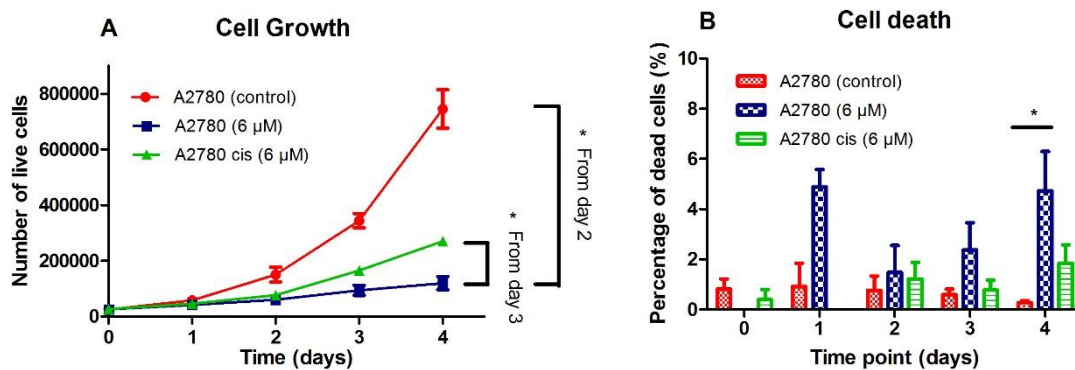 A
Cell Growth
Number of live cells
800000
600000
400000
200000
0
A2780 (control)
A2780 (6 µM)
A2780 cis (6 µM)
0 1 2 3 4
Time (days)
* From day 3
* From day 2
B
Cell death
Percentage of dead cells (%)
10
8
6
4
2
0
A2780 (control)
A2780 (6 µM)
A2780 cis (6 µM)
*
0 1 2 3 4
Time point (days)